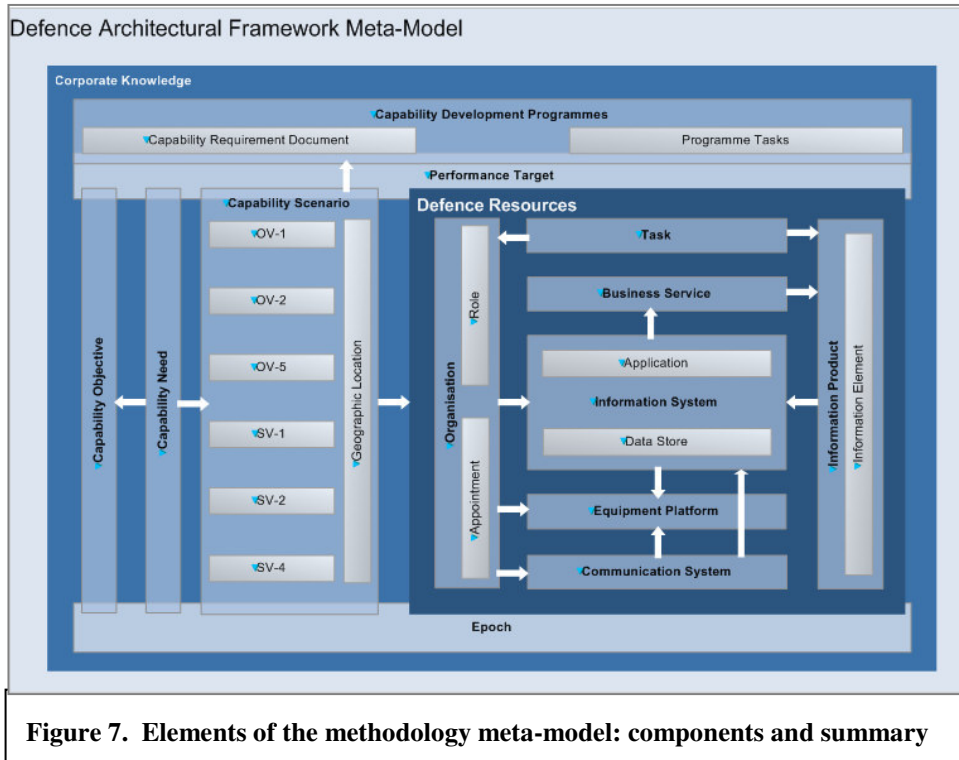 Defence Architectural Framework Meta-Model
Corporate Knowledge
Capability Development Programmes
Capability Requirement Document
Programme Tasks
Performance Target
Capability Objective
Capability Need
Capability Scenario
OV-1
OV-2
OV-5
SV-1
SV-2
SV-4
Geographic Location
Defence Resources
Organisation
Role
Appointment
Task
Business Service
Application
Information System
Data Store
Equipment Platform
Communication System
Information Product
Information Element
Epoch
Figure 7. Elements of the methodology meta-model: components and summary